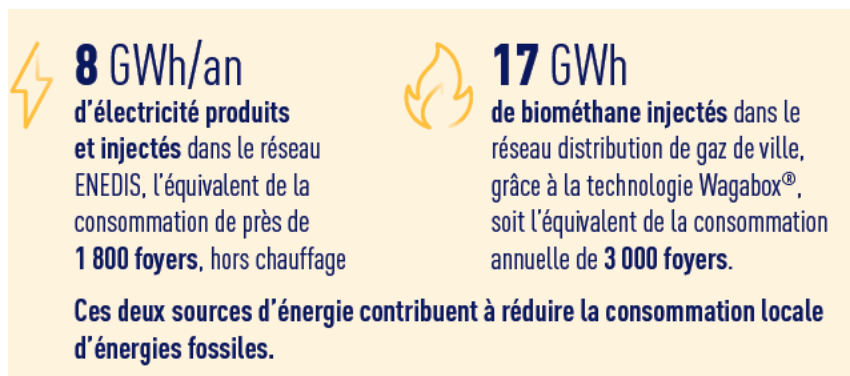 8 GWh/an
d'électricité produits
et injectés dans le réseau
ENEDIS, l'équivalent de la
consommation de près de
1 800 foyers, hors chauffage
17 GWh
de biométhane injectés dans le
réseau distribution de gaz de ville,
grâce à la technologie Wagabox®,
soit l'équivalent de la consommation
annuelle de 3 000 foyers.
Ces deux sources d'énergie contribuent à réduire la consommation locale
d'énergies fossiles.